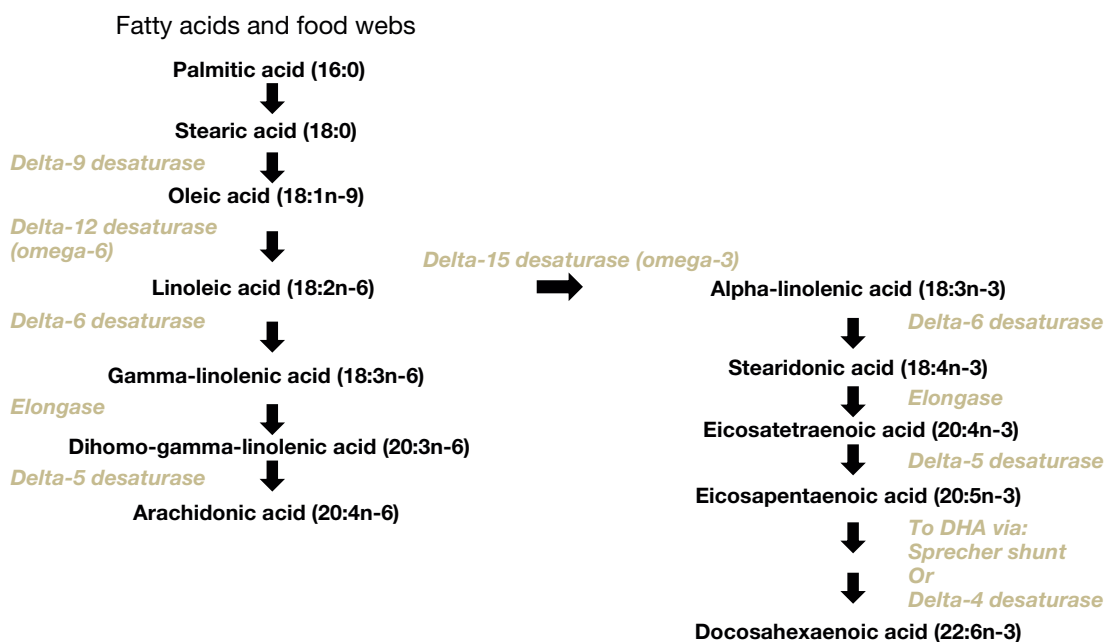 Fatty acids and food webs
Palmitic acid (16:0)
Stearic acid (18:0)
Delta-9 desaturase
Oleic acid (18:1n-9)
Delta-12 desaturase
(omega-6)
Linoleic acid (18:2n-6)
Delta-6 desaturase
Gamma-linolenic acid (18:3n-6)
Elongase
Dihomo-gamma-linolenic acid (20:3n-6)
Delta-5 desaturase
Arachidonic acid (20:4n-6)
Delta-15 desaturase (omega-3)
Alpha-linolenic acid (18:3n-3)
Delta-6 desaturase
Stearidonic acid (18:4n-3)
Elongase
Eicosatetraenoic acid (20:4n-3)
Delta-5 desaturase
Eicosapentaenoic acid (20:5n-3)
To DHA via:
Sprecher shunt
Or
Delta-4 desaturase
Docosahexaenoic acid (22:6n-3)